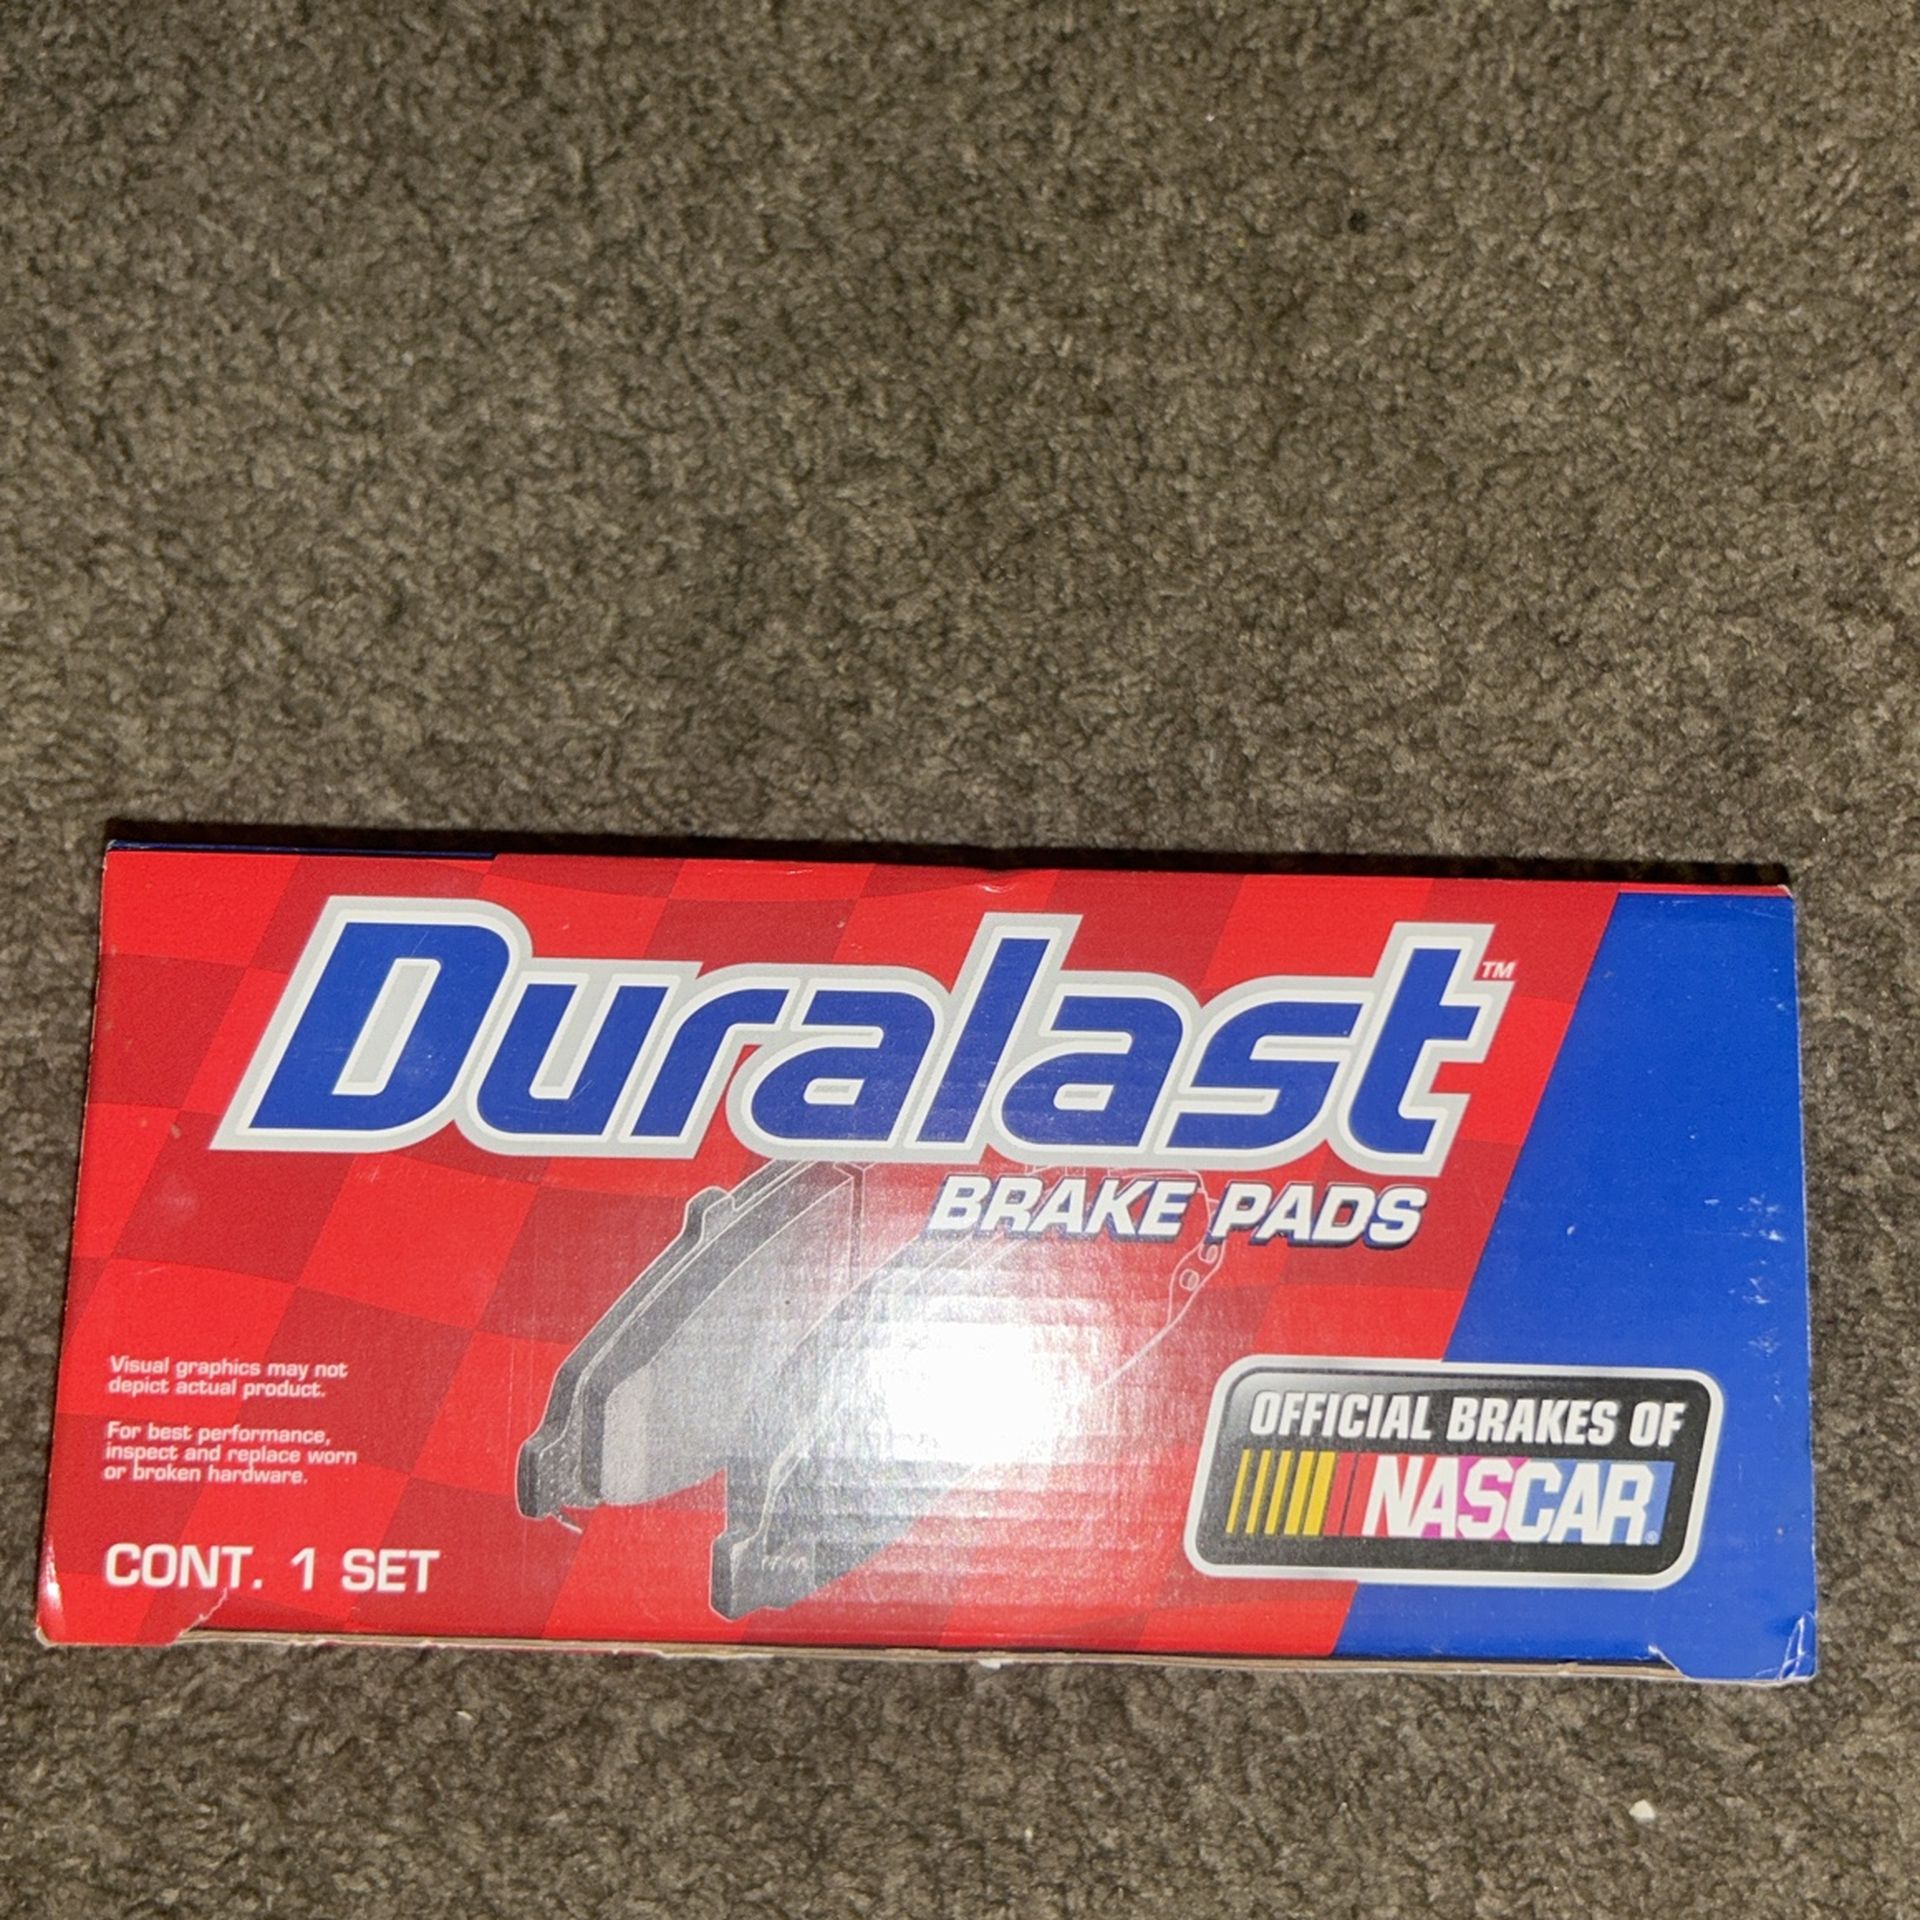 Duralast™
BRAKE PADS
Visual graphics may not
depict actual product.
For best performance,
inspect and replace worn
or broken hardware.
CONT. 1 SET
OFFICIAL BRAKES OF
NASCAR®